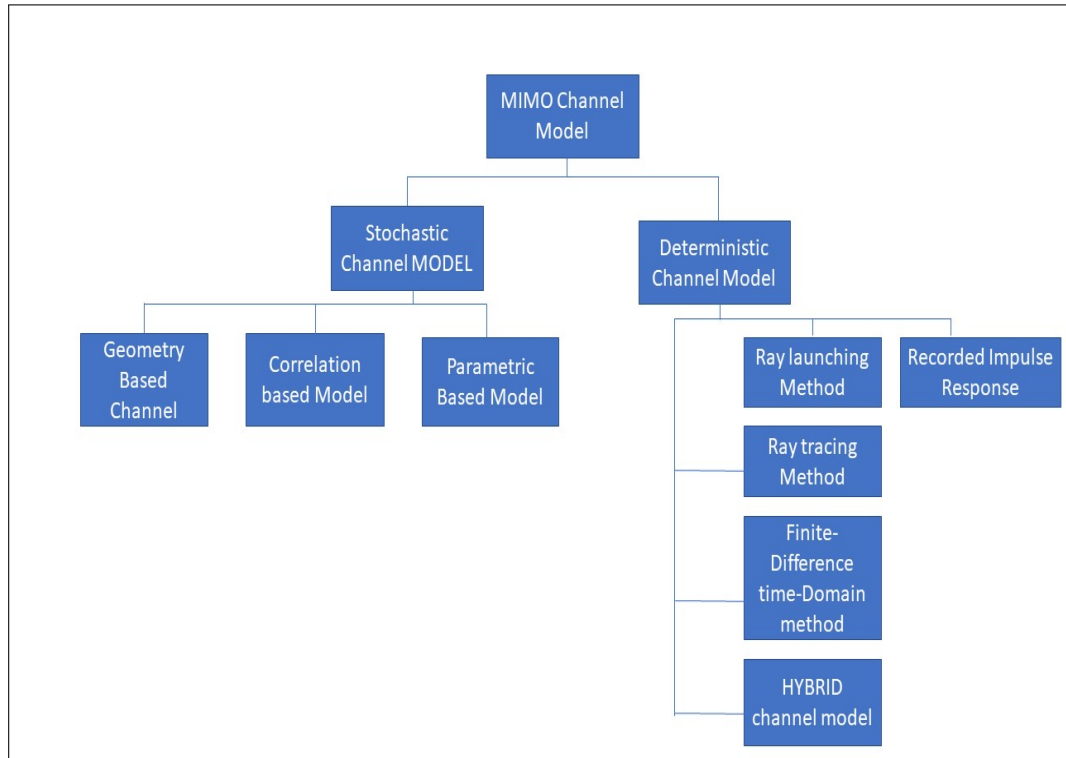 MIMO Channel
Model
Stochastic
Channel MODEL
Deterministic
Channel Model
Geometry
Based
Channel
Correlation
based Model
Parametric
Based Model
Ray launching
Method
Recorded Impulse
Response
Ray tracing
Method
Finite-
Difference
time-Domain
method
HYBRID
channel model